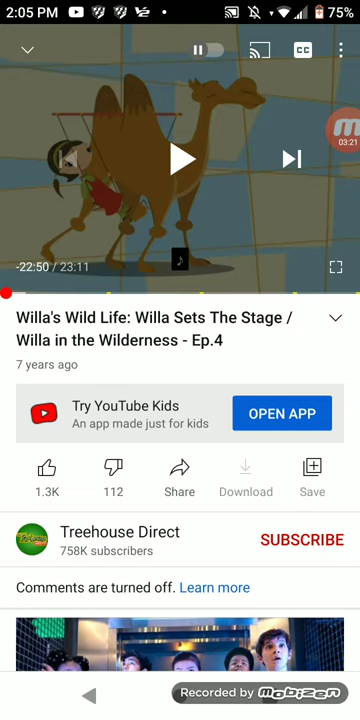 2:05 PM
75%
CC
03:21
♪
-22:50 / 23:11
Willa's Wild Life: Willa Sets The Stage /
Willa in the Wilderness - Ep.4
7 years ago
Try YouTube Kids
An app made just for kids
OPEN APP
1.3K
112
Share
Download
Save
Treehouse Direct
758K subscribers
SUBSCRIBE
Comments are turned off. Learn more
Recorded by mobizen